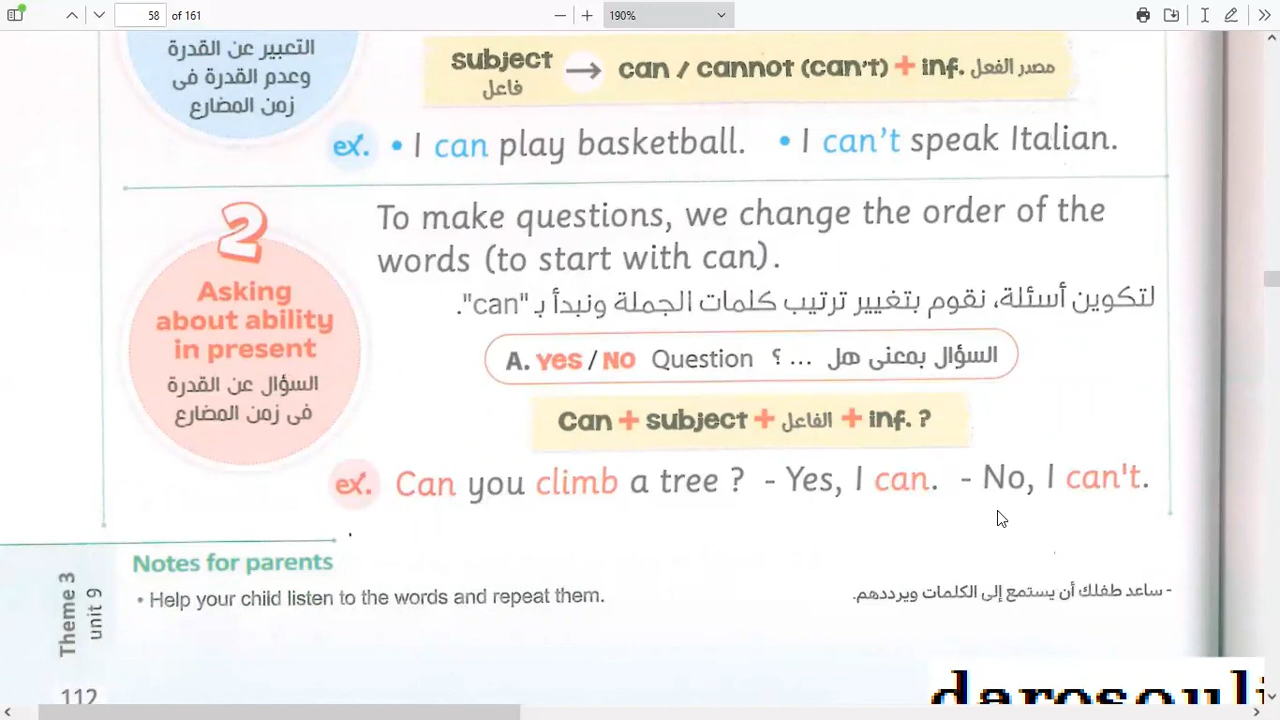 58 of 161
190%
التعبير عن القدرة
وعدم القدرة فى
زمن المضارع
subject → can / cannot (can't) + inf. مصدر الفعل
فاعل
ex. • I can play basketball. • I can't speak Italian.
2
Asking
about ability
in present
السؤال عن القدرة
فى زمن المضارع
To make questions, we change the order of the
words (to start with can).
لتكوين أسئلة، نقوم بتغيير ترتيب كلمات الجملة ونبدأ بـ "can".
A. Yes / No Question السؤال بمعنى هل ... ؟
Can + subject + الفاعل + inf. ?
ex. Can you climb a tree ? - Yes, I can. - No, I can't.
Notes for parents
• Help your child listen to the words and repeat them.
- ساعد طفلك أن يستمع إلى الكلمات ويرددهم.
Theme 3
unit 9
112